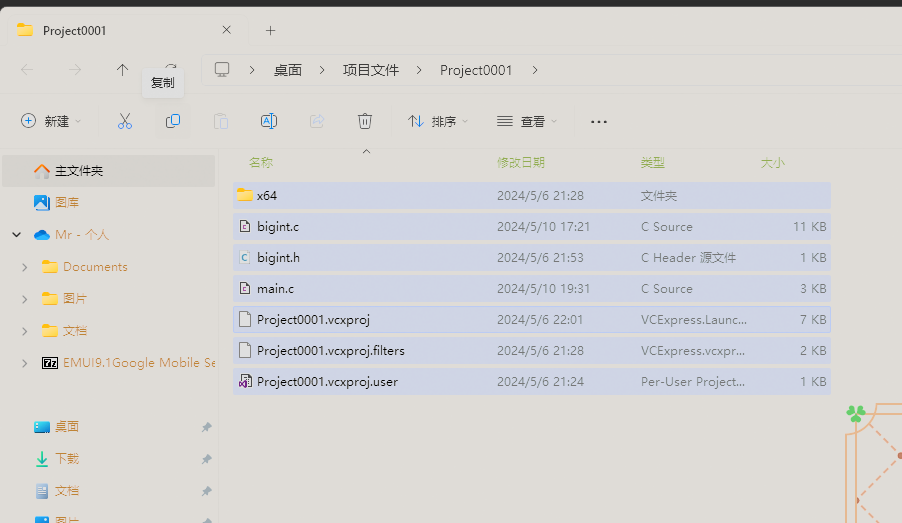 Project0001
复制
桌面 项目文件 Project0001
新建 排序 查看
名称 修改日期 类型 大小
主文件夹
图库
Mr - 个人
Documents
图片
文档
EMUI9.1Google Mobile Se
桌面
下载
文档
图片
x64 2024/5/6 21:28 文件夹
bigint.c 2024/5/10 17:21 C Source 11 KB
bigint.h 2024/5/6 21:53 C Header 源文件 1 KB
main.c 2024/5/10 19:31 C Source 3 KB
Project0001.vcxproj 2024/5/6 22:01 VCExpress.Launc... 7 KB
Project0001.vcxproj.filters 2024/5/6 21:28 VCExpress.vcxpr... 2 KB
Project0001.vcxproj.user 2024/5/6 21:24 Per-User Project... 1 KB